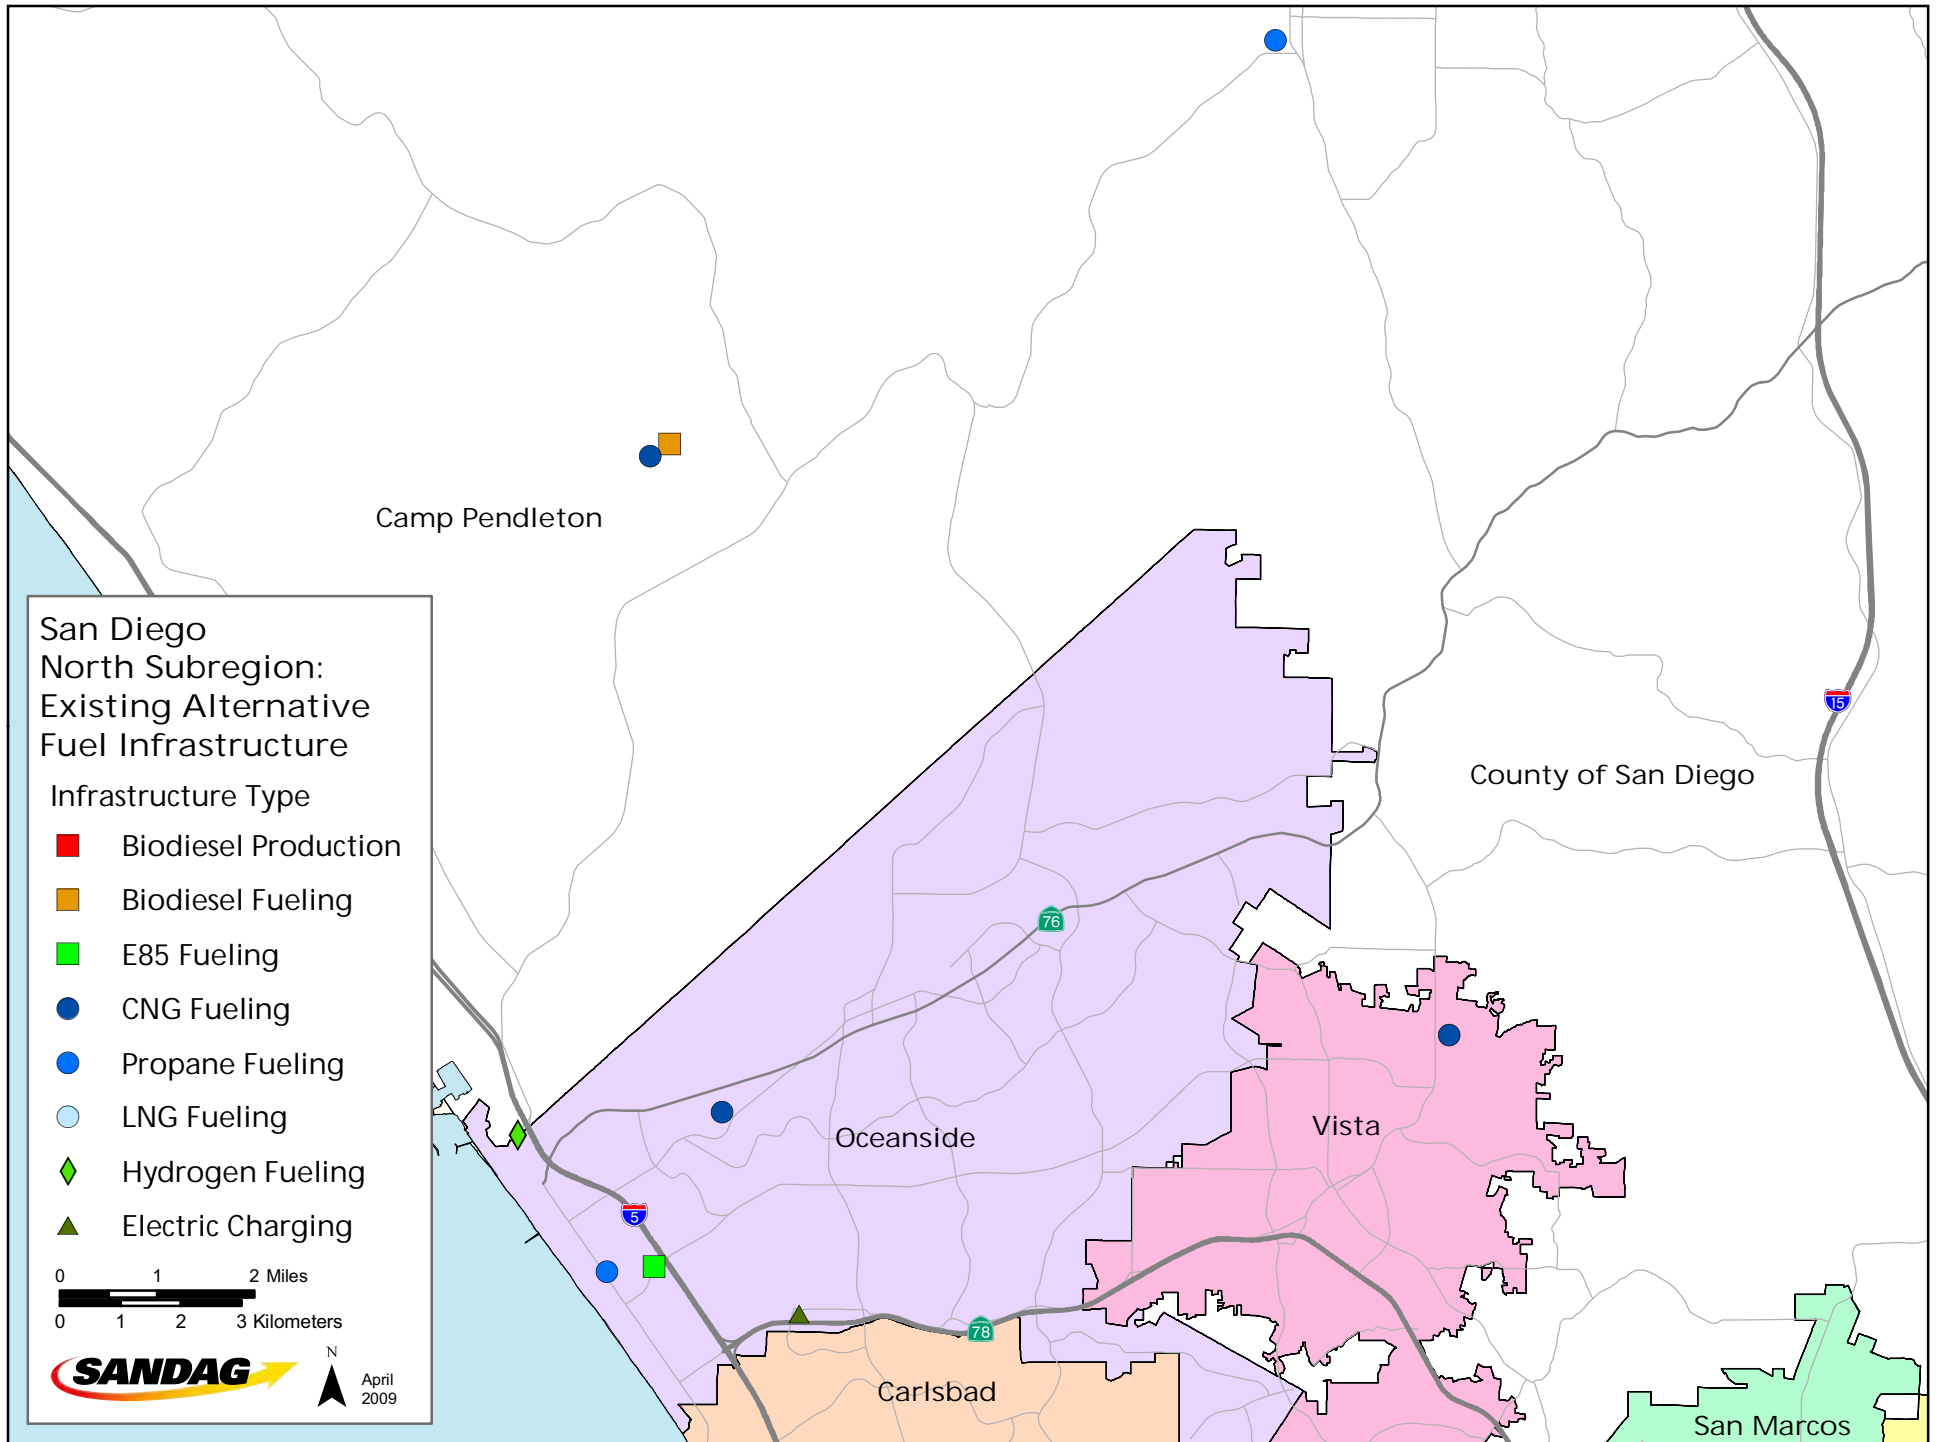 Camp Pendleton
San Diego
North Subregion:
Existing Alternative
Fuel Infrastructure
Infrastructure Type
Biodiesel Production
Biodiesel Fueling
E85 Fueling
CNG Fueling
Propane Fueling
LNG Fueling
Hydrogen Fueling
Electric Charging
0 1 2 Miles
0 1 2 3 Kilometers
SANDAG
N
April
2009
15
County of San Diego
76
Vista
Oceanside
5
78
Carlsbad
San Marcos